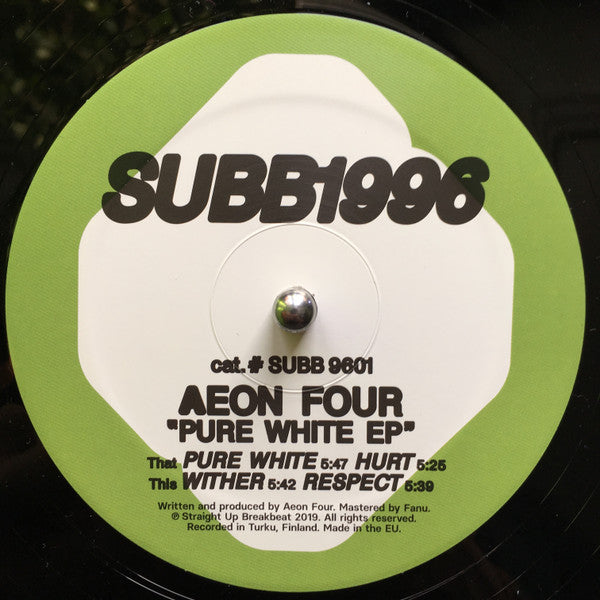 SUBB1996
cat.# SUBB 9601
AEON FOUR
"PURE WHITE EP"
That PURE WHITE 5:47 HURT 5:25
This WITHER 5:42 RESPECT 5:39
Written and produced by Aeon Four. Mastered by Fanu.
℗ Straight Up Breakbeat 2019. All rights reserved.
Recorded in Turku, Finland. Made in the EU.